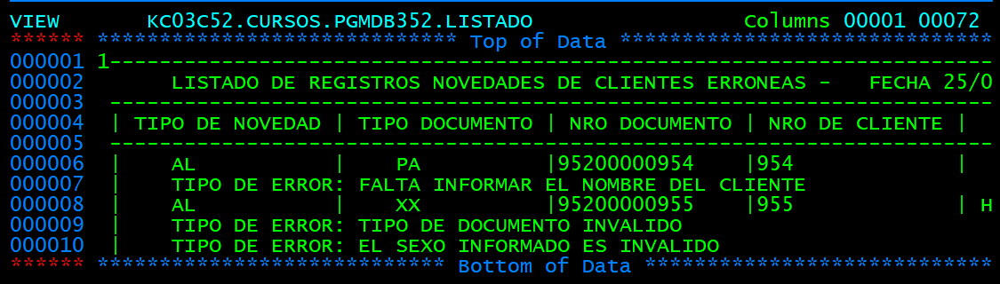 VIEW       KC03C52.CURSOS.PGMDB352.LISTADO                 Columns 00001 00072
****** ***************************** Top of Data ******************************
000001 1-----------------------------------------------------------------------
000002       LISTADO DE REGISTROS NOVEDADES DE CLIENTES ERRONEAS -   FECHA 25/0
000003  -----------------------------------------------------------------------
000004  | TIPO DE NOVEDAD | TIPO DOCUMENTO | NRO DOCUMENTO | NRO DE CLIENTE |
000005  -----------------------------------------------------------------------
000006  |    AL           |    PA          |95200000954    |954             |
000007  |    TIPO DE ERROR: FALTA INFORMAR EL NOMBRE DEL CLIENTE
000008  |    AL           |    XX          |95200000955    |955             | H
000009  |    TIPO DE ERROR: TIPO DE DOCUMENTO INVALIDO
000010  |    TIPO DE ERROR: EL SEXO INFORMADO ES INVALIDO
****** **************************** Bottom of Data ****************************